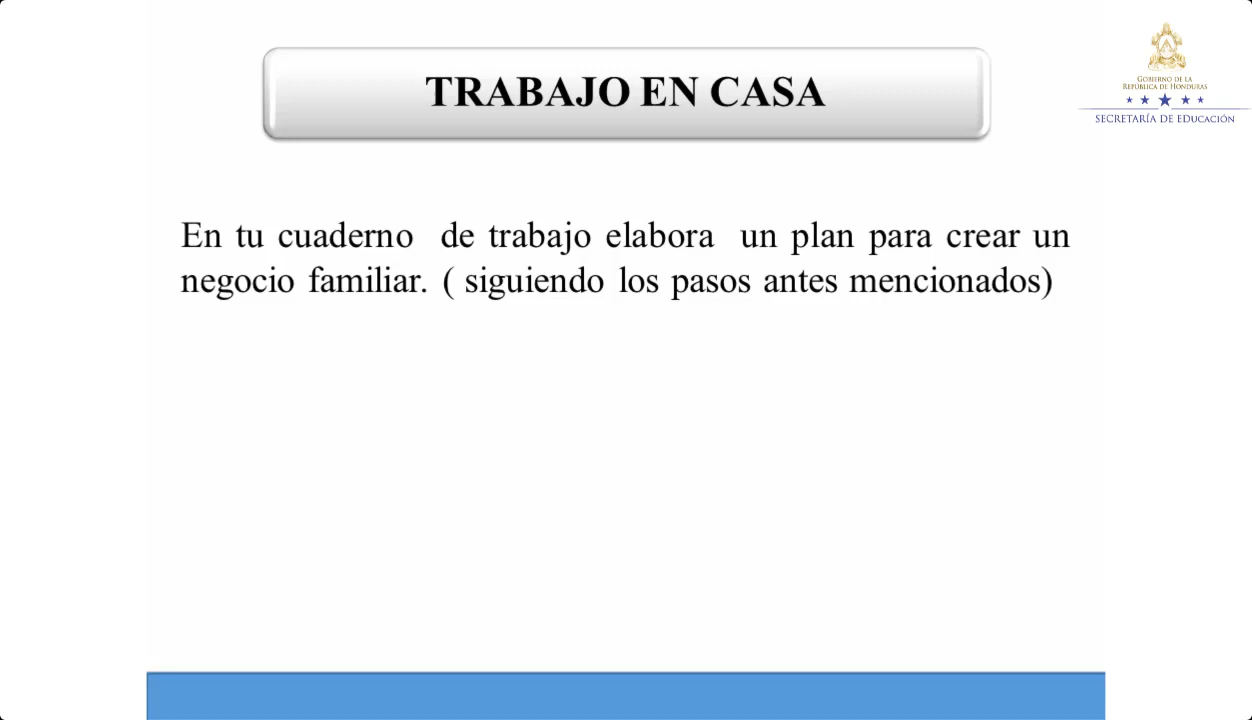 TRABAJO EN CASA
GOBIERNO DE LA
REPÚBLICA DE HONDURAS
SECRETARÍA DE EDUCACIÓN
En tu cuaderno de trabajo elabora un plan para crear un
negocio familiar. ( siguiendo los pasos antes mencionados)